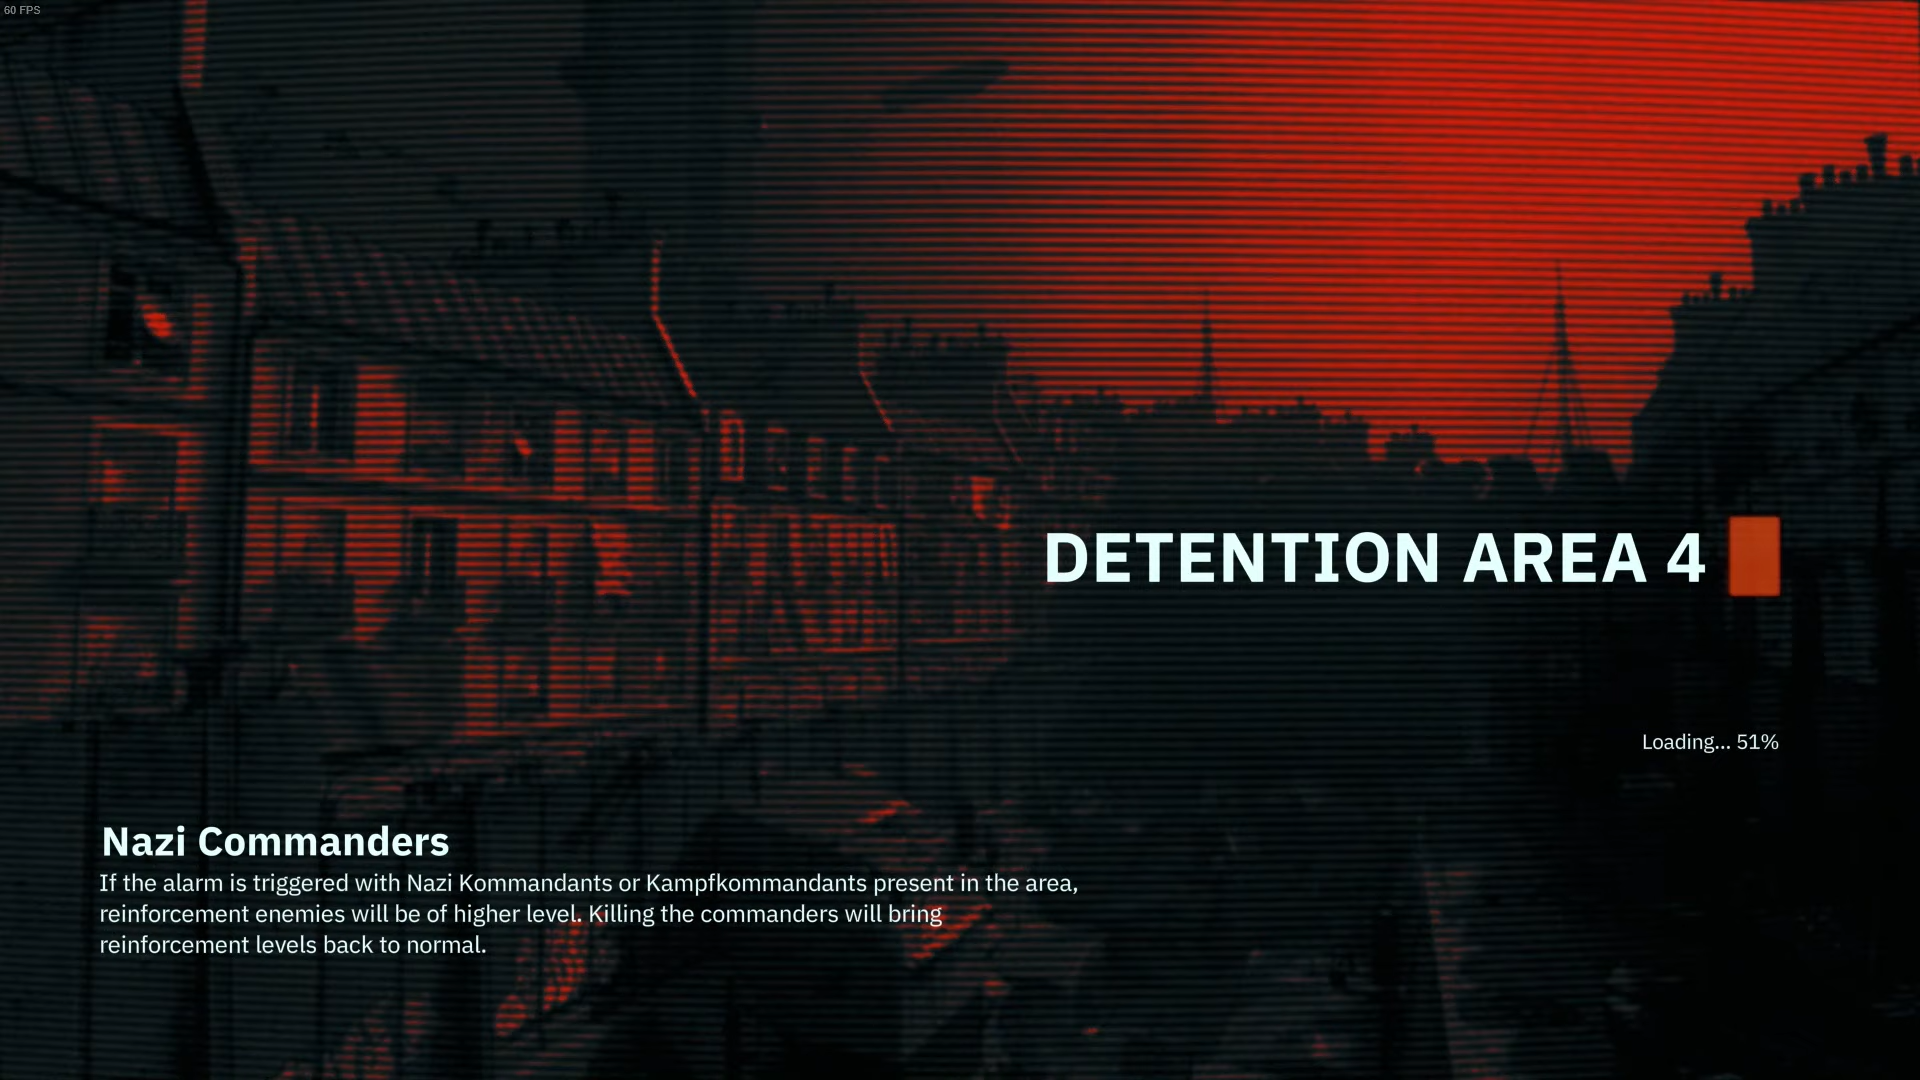 60 FPS
DETENTION AREA 4
Loading... 51%
Nazi Commanders
If the alarm is triggered with Nazi Kommandants or Kampfkommandants present in the area,
reinforcement enemies will be of higher level. Killing the commanders will bring
reinforcement levels back to normal.